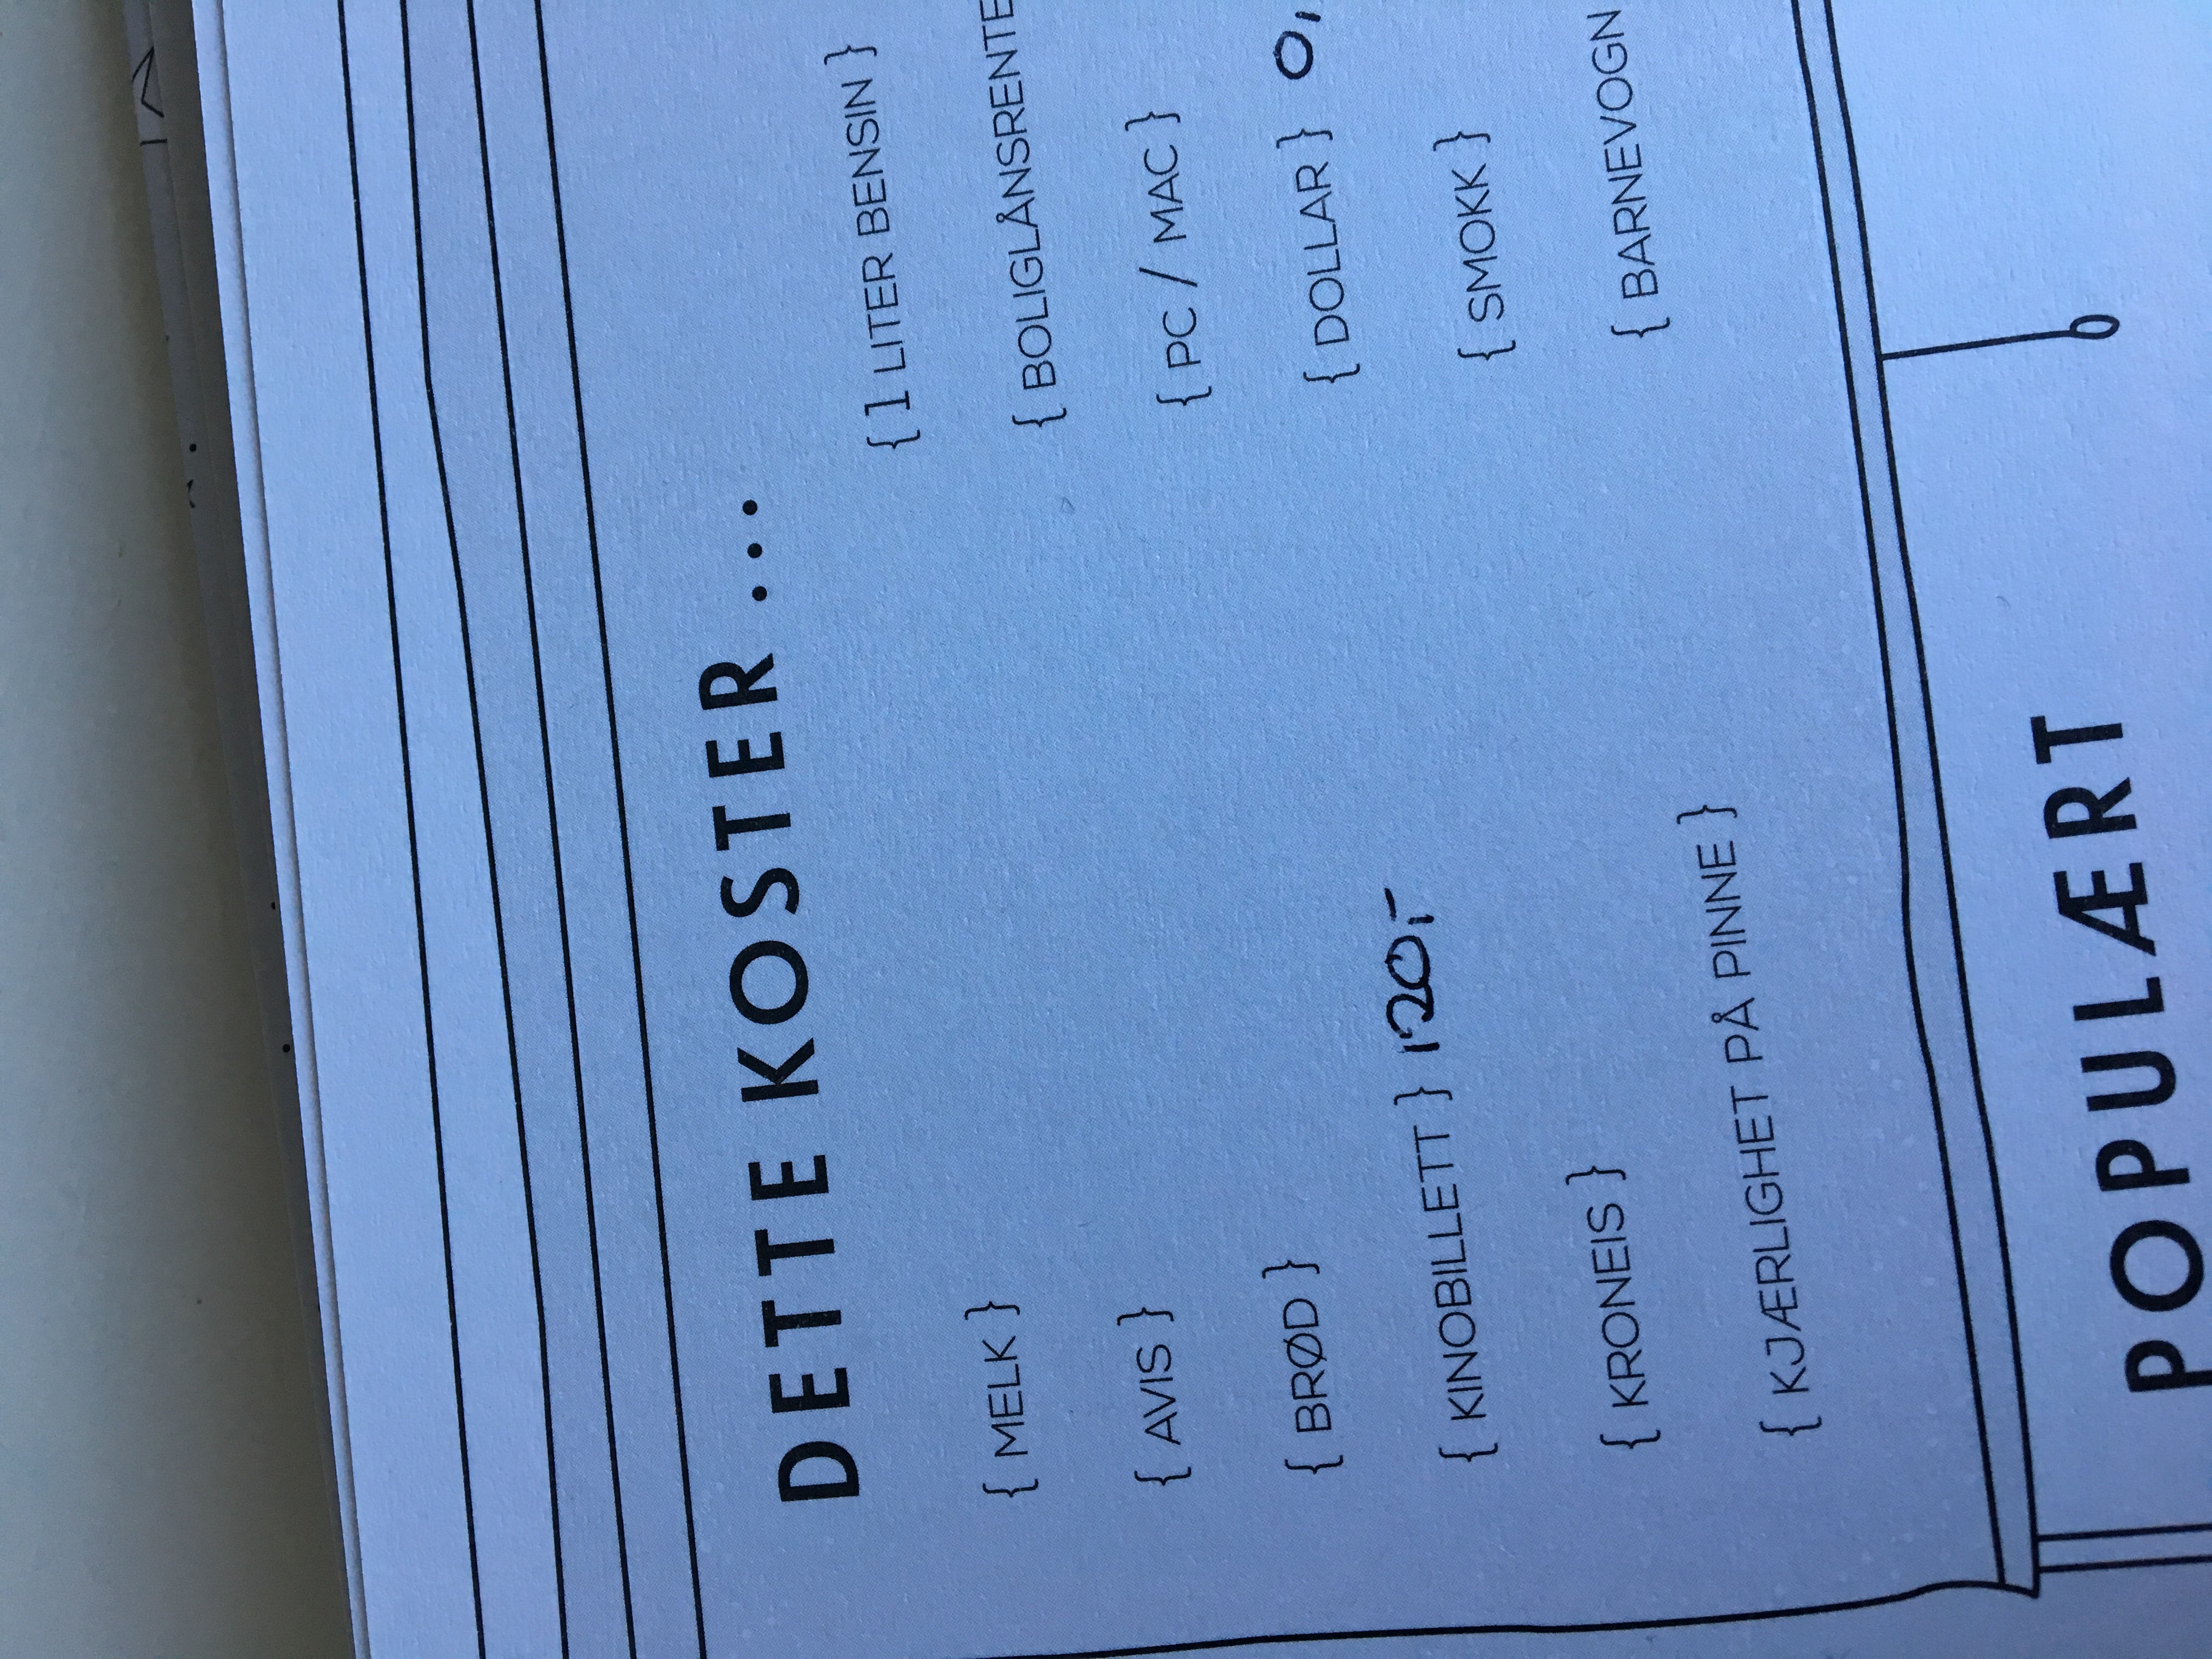 DETTE KOSTER ...
{ MELK }
{ AVIS }
{ BRØD }
{ KINOBILLETT } 120,-
{ KRONEIS }
{ KJÆRLIGHET PÅ PINNE }
{ 1 LITER BENSIN }
{ BOLIGLÅNSRENTE
{ PC / MAC }
{ DOLLAR } 0,
{ SMOKK }
{ BARNEVOGN
POPULÆRT